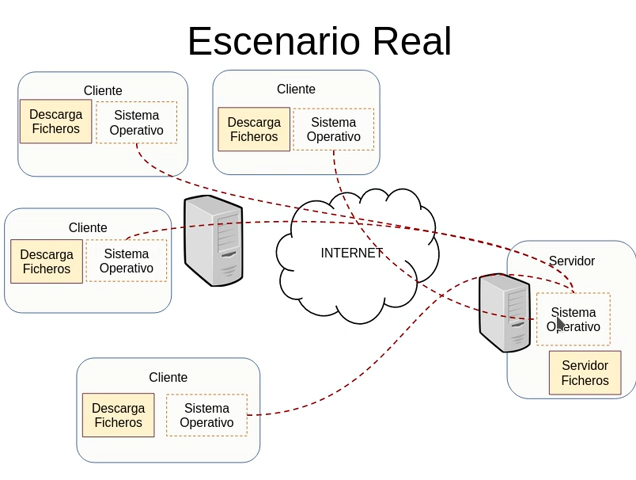 Escenario Real
Cliente
Descarga
Ficheros
Sistema
Operativo
Cliente
Descarga
Ficheros
Sistema
Operativo
Cliente
Descarga
Ficheros
Sistema
Operativo
INTERNET
Servidor
Sistema
Operativo
Servidor
Ficheros
Cliente
Descarga
Ficheros
Sistema
Operativo